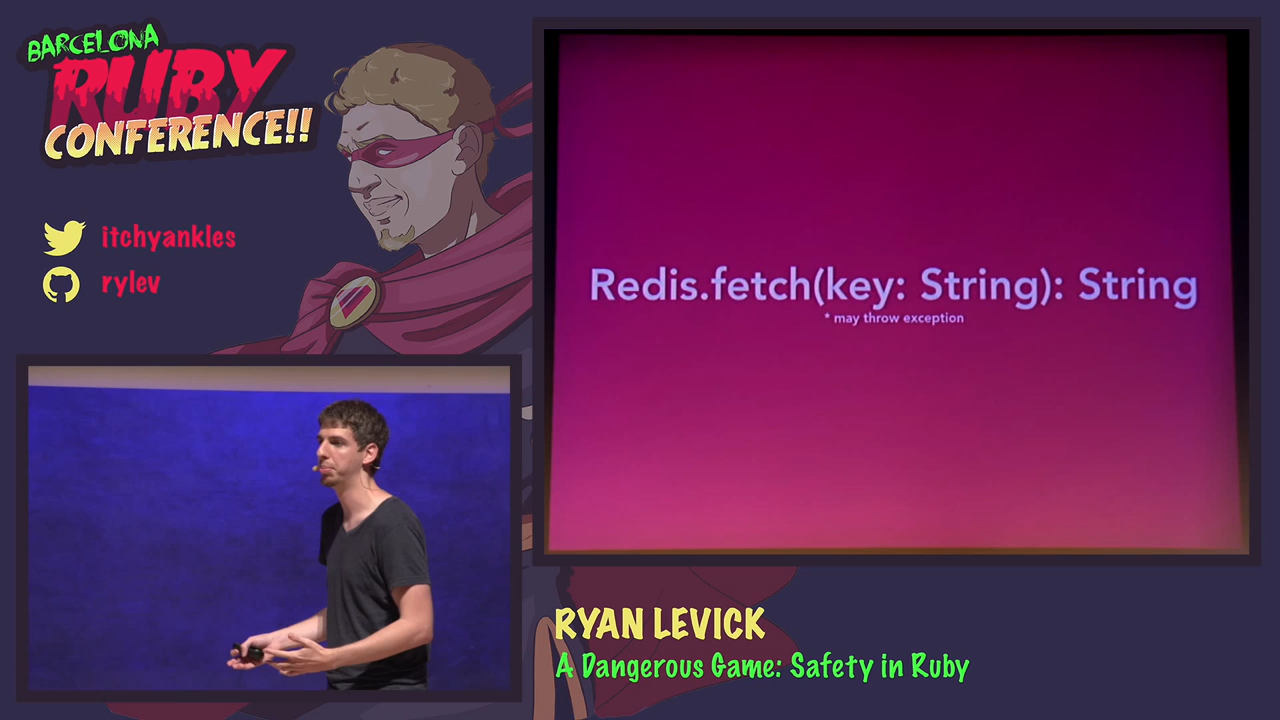 BARCELONA
RUBY
CONFERENCE!!
itchyankles
rylev
Redis.fetch(key: String): String
* may throw exception
RYAN LEVICK
A Dangerous Game: Safety in Ruby